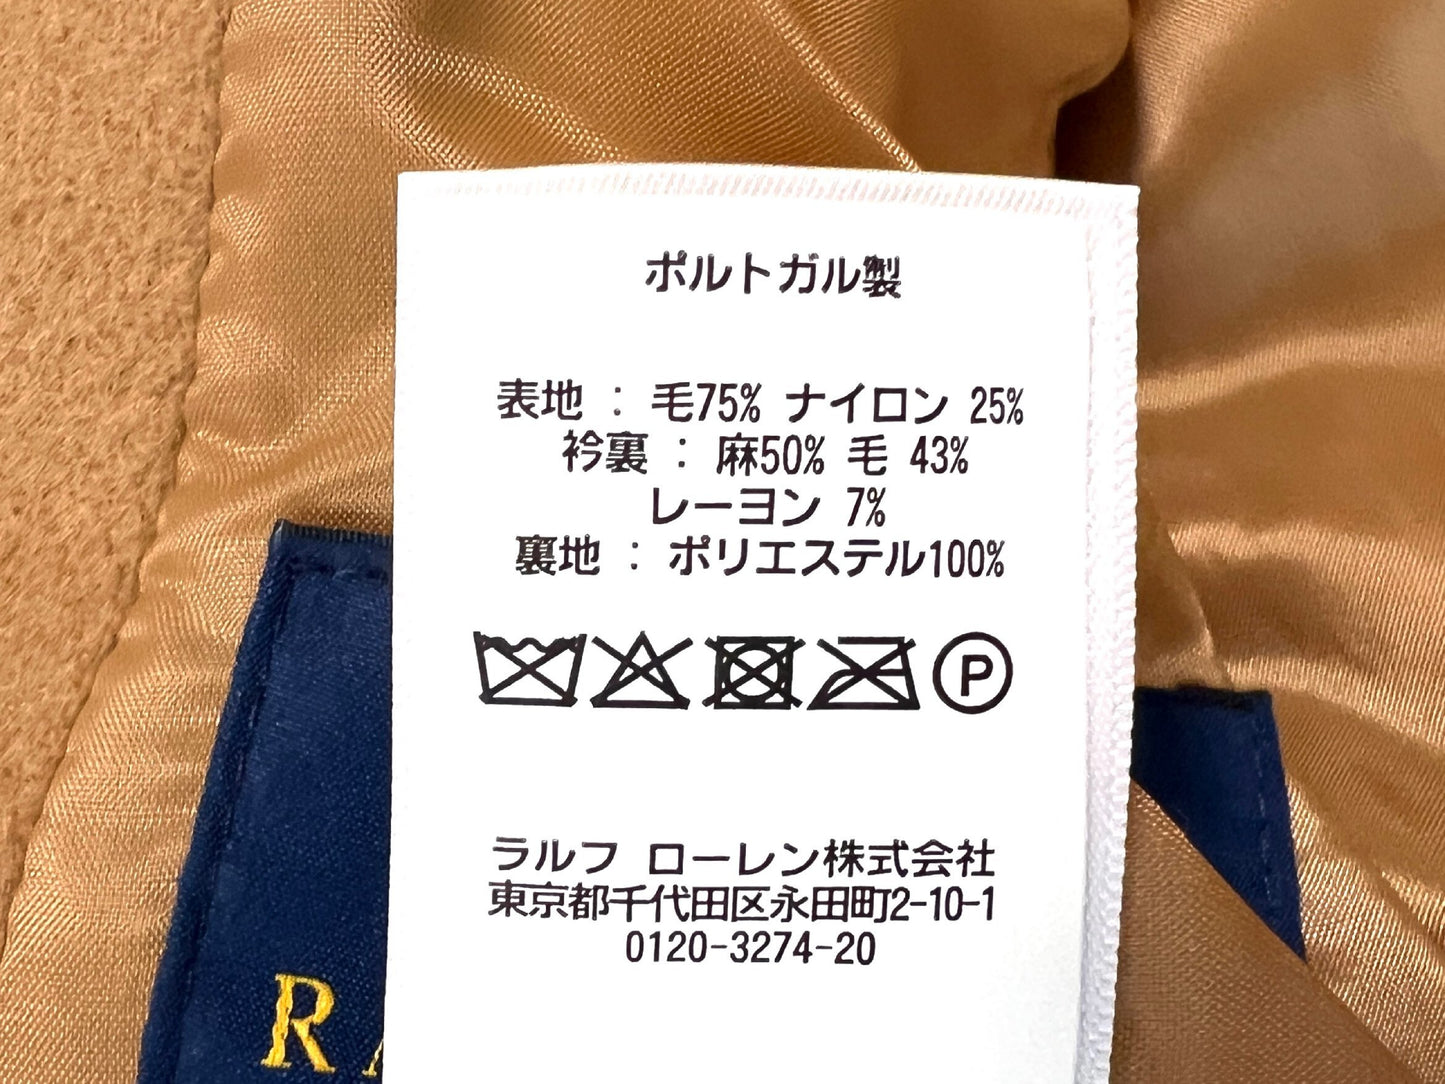 ポルトガル製
表地 : 毛75% ナイロン 25%
衿裏 : 麻50% 毛 43%
レーヨン 7%
裏地 : ポリエステル100%
P
ラルフ ローレン株式会社
東京都千代田区永田町2-10-1
0120-3274-20
R